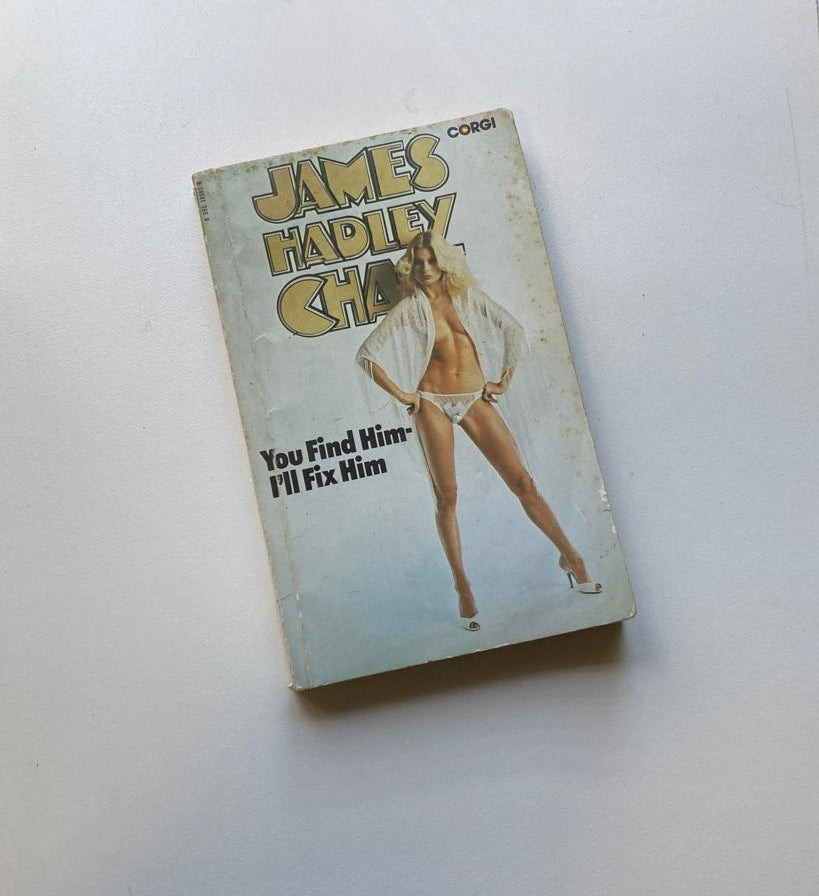 CORGI
JAMES
HADLEY
CHA
You Find Him-
I'll Fix Him